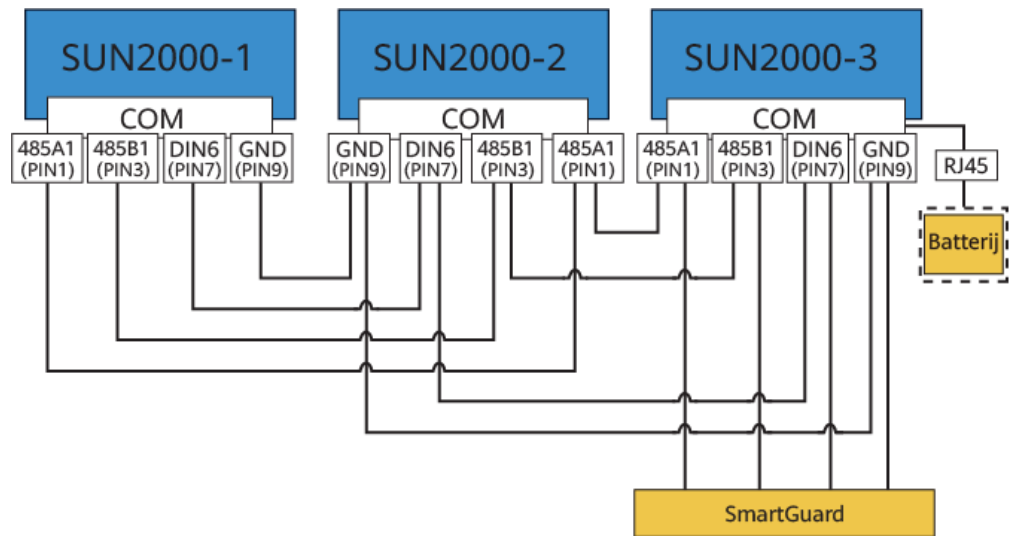 SUN2000-1
SUN2000-2
SUN2000-3
COM
COM
COM
485A1
(PIN1)
485B1
(PIN3)
DIN6
(PIN7)
GND
(PIN9)
GND
(PIN9)
DIN6
(PIN7)
485B1
(PIN3)
485A1
(PIN1)
485A1
(PIN1)
485B1
(PIN3)
DIN6
(PIN7)
GND
(PIN9)
RJ45
Batterij
SmartGuard